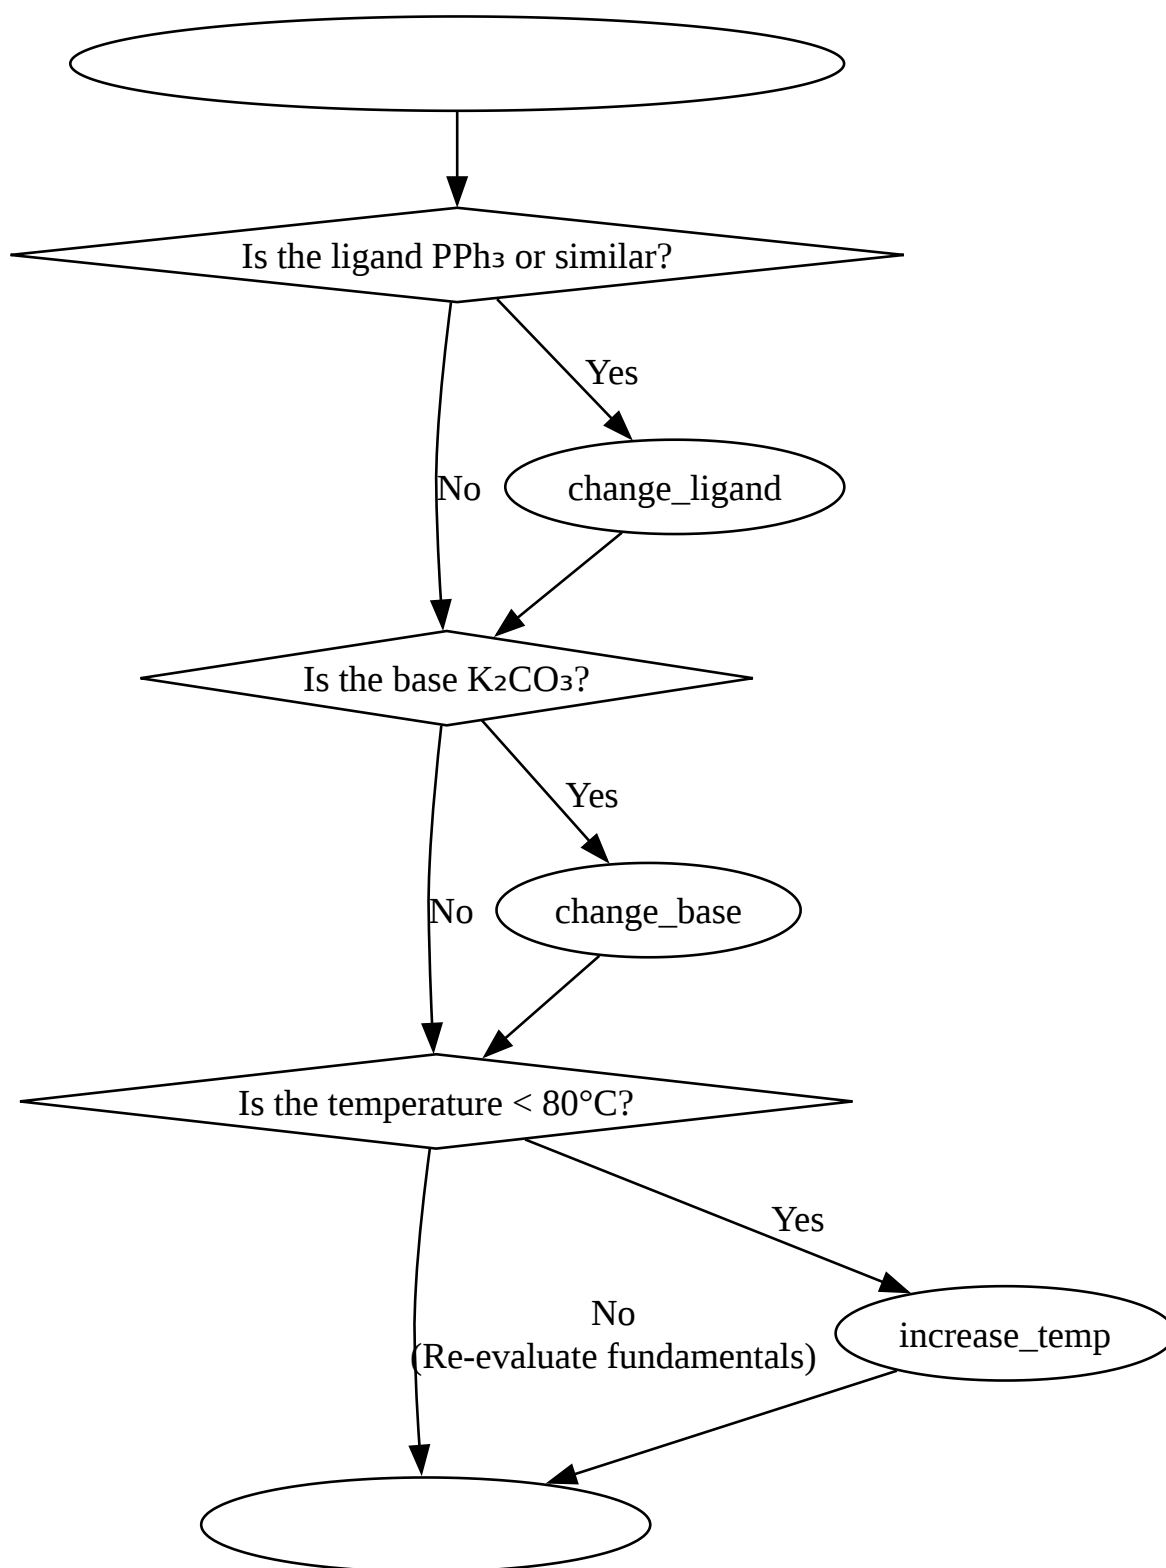 Is the ligand PPh₃ or similar?
Yes
No
change_ligand
Is the base K₂CO₃?
Yes
No
change_base
Is the temperature < 80°C?
Yes
No
(Re-evaluate fundamentals)
increase_temp